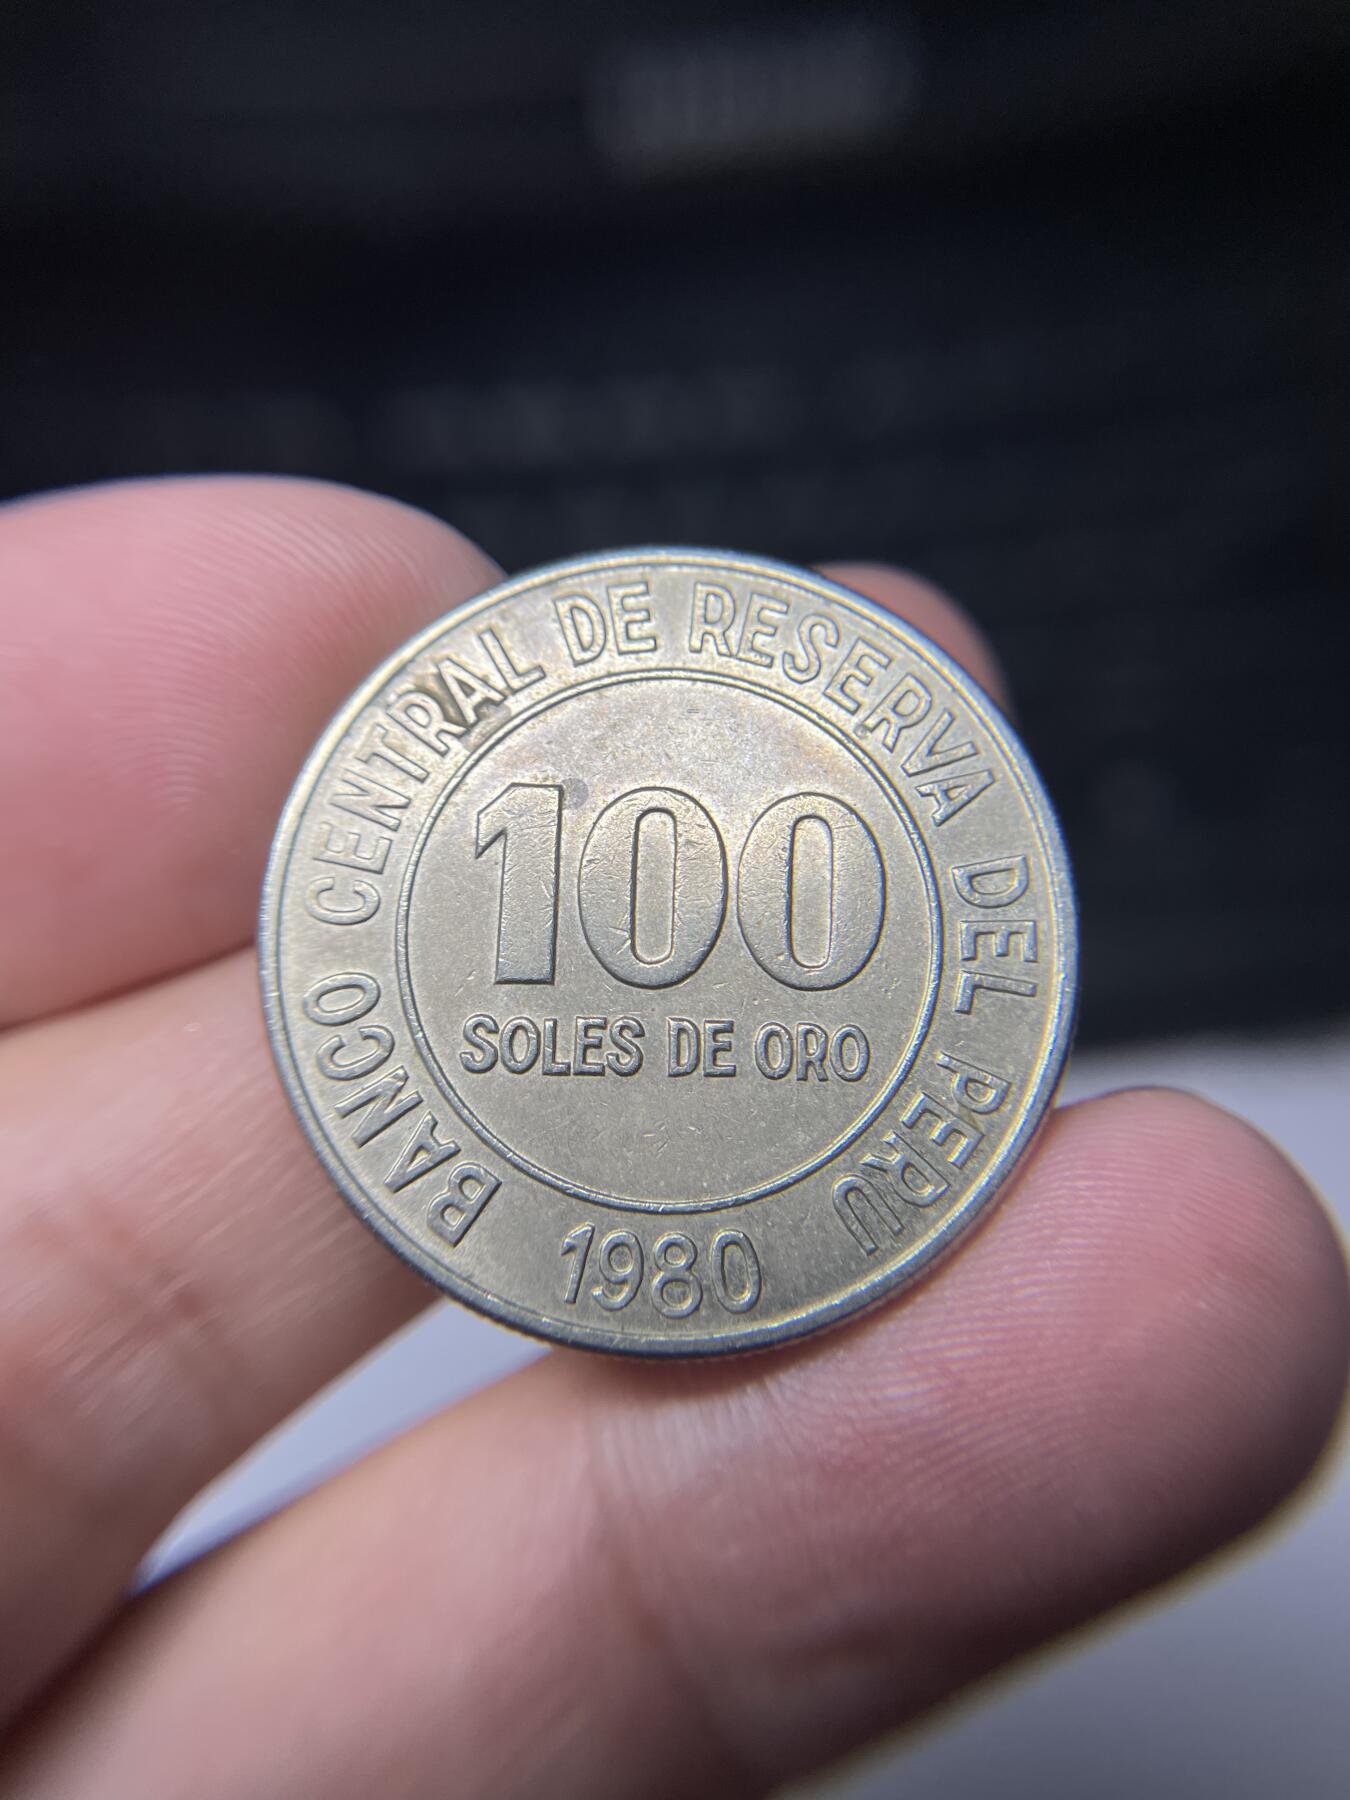 BANCO CENTRAL DE RESERVA DEL PERU
100
SOLES DE ORO
1980